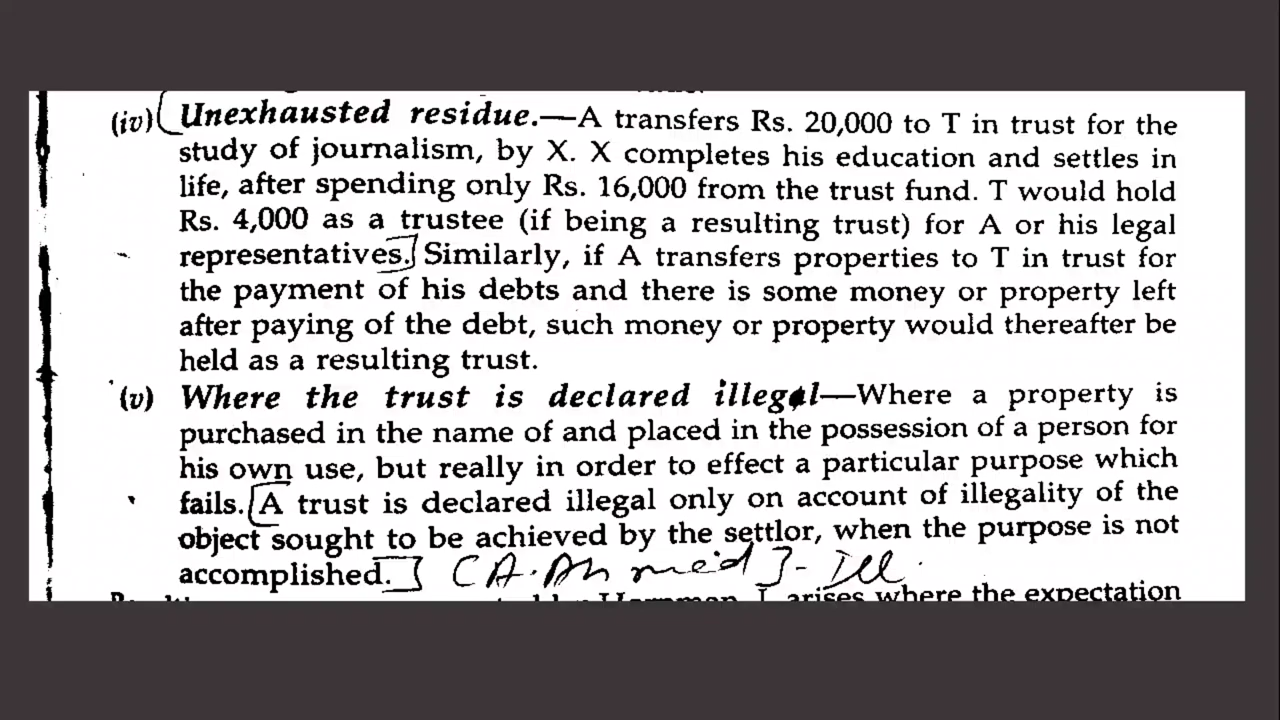 (iv) Unexhausted residue.—A transfers Rs. 20,000 to T in trust for the
study of journalism, by X. X completes his education and settles in
life, after spending only Rs. 16,000 from the trust fund. T would hold
Rs. 4,000 as a trustee (if being a resulting trust) for A or his legal
representatives.] Similarly, if A transfers properties to T in trust for
the payment of his debts and there is some money or property left
after paying of the debt, such money or property would thereafter be
held as a resulting trust.
(v) Where the trust is declared illegal—Where a property is
purchased in the name of and placed in the possession of a person for
his own use, but really in order to effect a particular purpose which
fails. [A trust is declared illegal only on account of illegality of the
object sought to be achieved by the settlor, when the purpose is not
accomplished.] (A. Ahmed] - Ill.
arises where the expectation